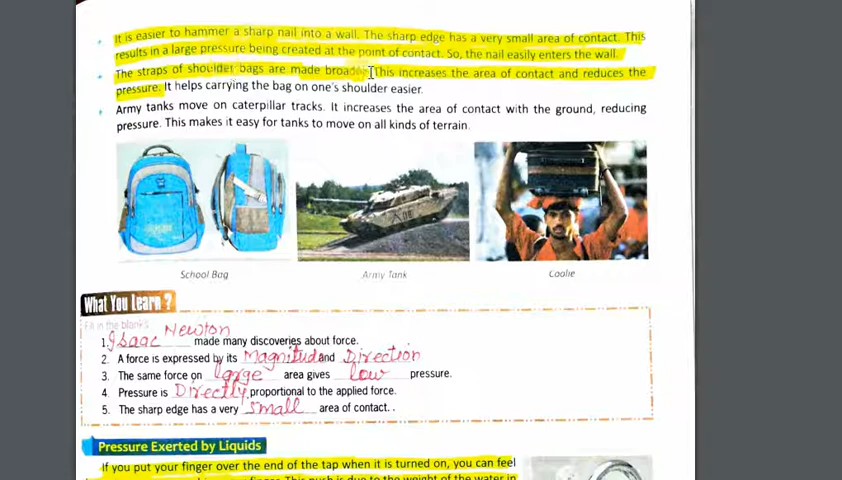 It is easier to hammer a sharp nail into a wall. The sharp edge has a very small area of contact. This
results in a large pressure being created at the point of contact. So, the nail easily enters the wall.
The straps of shoulder bags are made broader. This increases the area of contact and reduces the
pressure. It helps carrying the bag on one's shoulder easier.
Army tanks move on caterpillar tracks. It increases the area of contact with the ground, reducing
pressure. This makes it easy for tanks to move on all kinds of terrain.
School Bag
Army Tank
Coolie
What You Learn ?
Fill in the blanks
1. Isaac Newton made many discoveries about force.
2. A force is expressed by its Magnitud and Direction
3. The same force on large area gives low pressure.
4. Pressure is Directly proportional to the applied force.
5. The sharp edge has a very small area of contact. .
Pressure Exerted by Liquids
If you put your finger over the end of the tap when it is turned on, you can feel